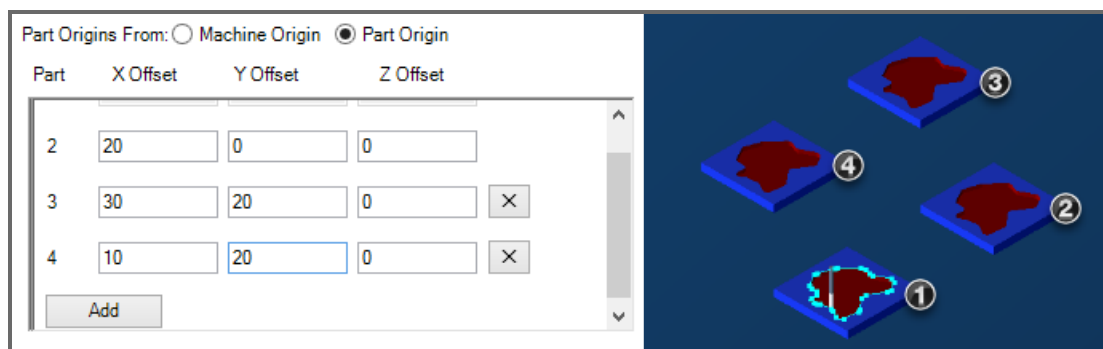 Part Origins From: Machine Origin Part Origin
Part X Offset Y Offset Z Offset
2 20 0 0
3 30 20 0 ×
4 10 20 0 ×
Add
3
4
2
1